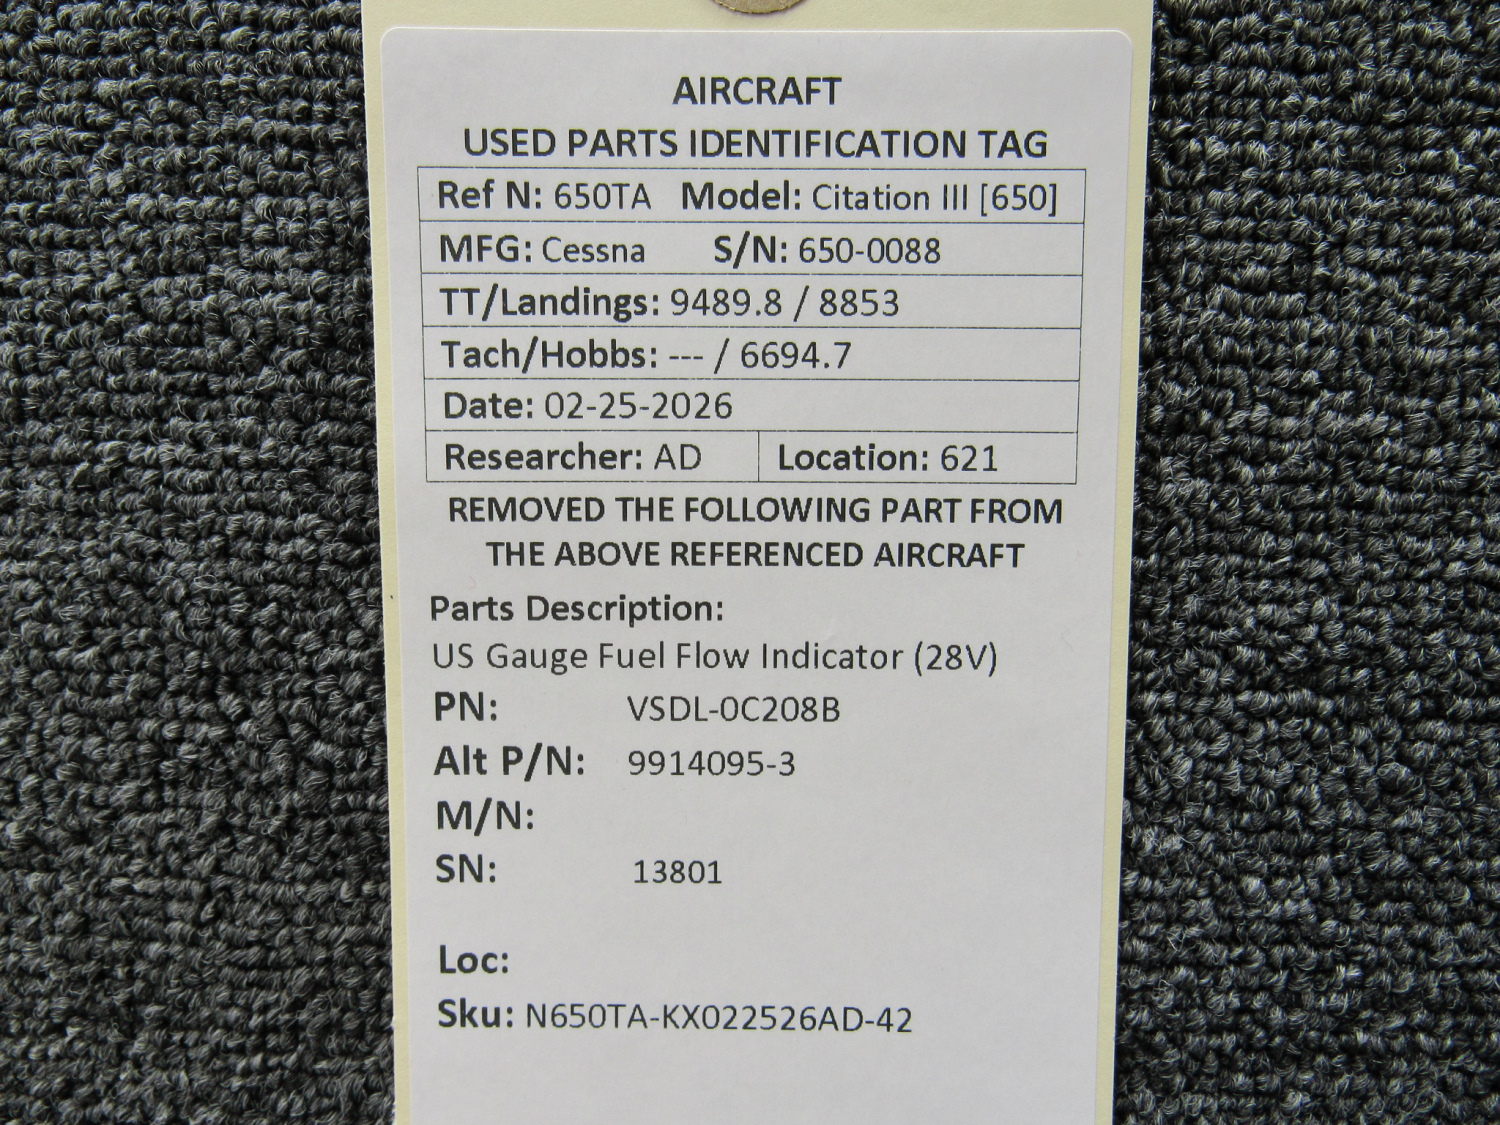 AIRCRAFT
USED PARTS IDENTIFICATION TAG
Ref N: 650TA Model: Citation III [650]
MFG: Cessna S/N: 650-0088
TT/Landings: 9489.8 / 8853
Tach/Hobbs: --- / 6694.7
Date: 02-25-2026
Researcher: AD Location: 621
REMOVED THE FOLLOWING PART FROM
THE ABOVE REFERENCED AIRCRAFT
Parts Description:
US Gauge Fuel Flow Indicator (28V)
PN: VSDL-0C208B
Alt P/N: 9914095-3
M/N:
SN: 13801
Loc:
Sku: N650TA-KX022526AD-42